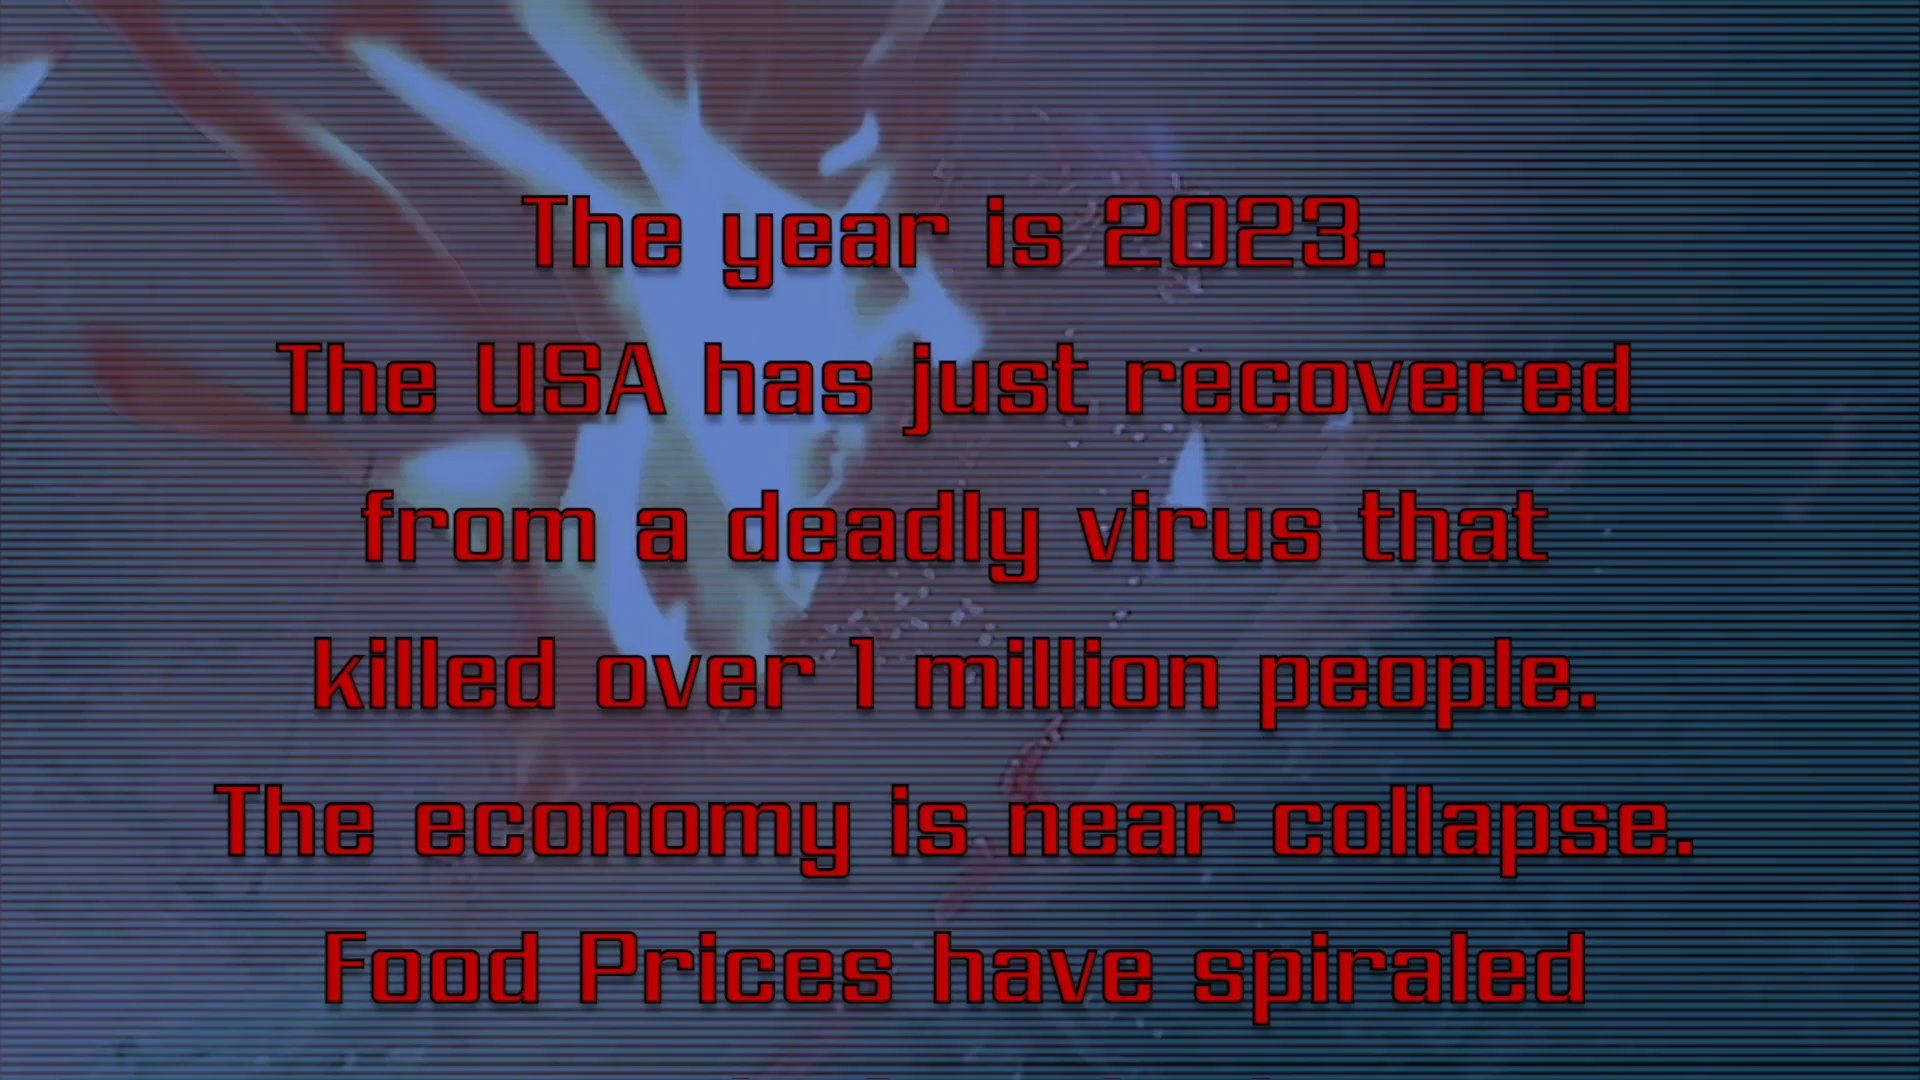 The year is 2023.
The USA has just recovered
from a deadly virus that
killed over 1 million people.
The economy is near collapse.
Food Prices have spiraled